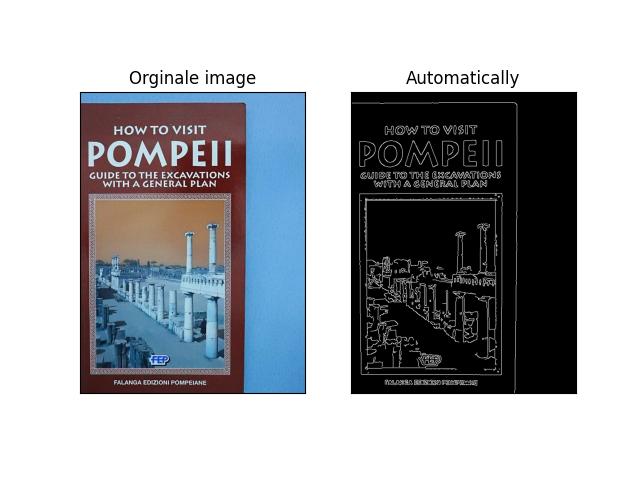 Orginale image
HOW TO VISIT
POMPEII
GUIDE TO THE EXCAVATIONS
WITH A GENERAL PLAN
FEP
FALANGA EDIZIONI POMPEIANE
Automatically
HOW TO VISIT
POMPEII
GUIDE TO THE EXCAVATIONS
WITH A GENERAL PLAN
FEP